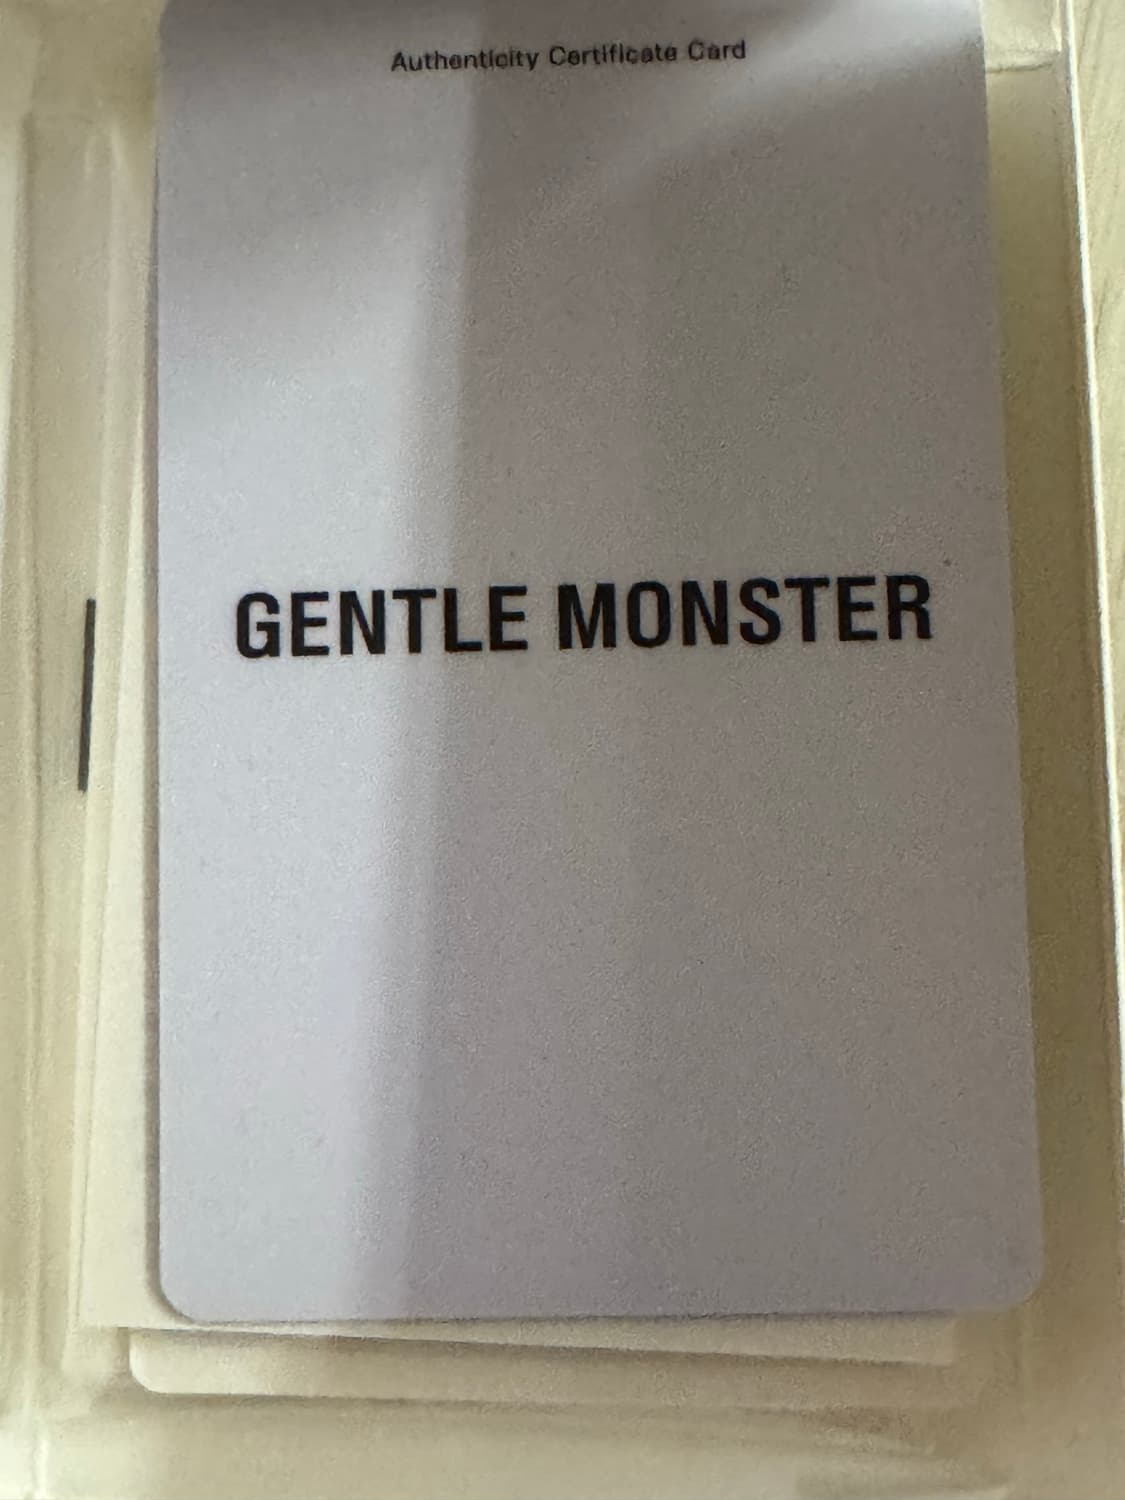 Authenticity Certificate Card
GENTLE MONSTER